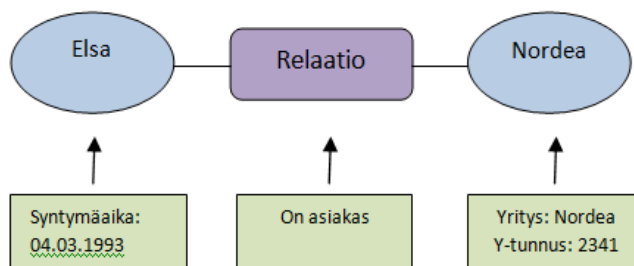 Elsa
Relaatio
Nordea
Syntymäaika:
04.03.1993
On asiakas
Yritys: Nordea
Y-tunnus: 2341